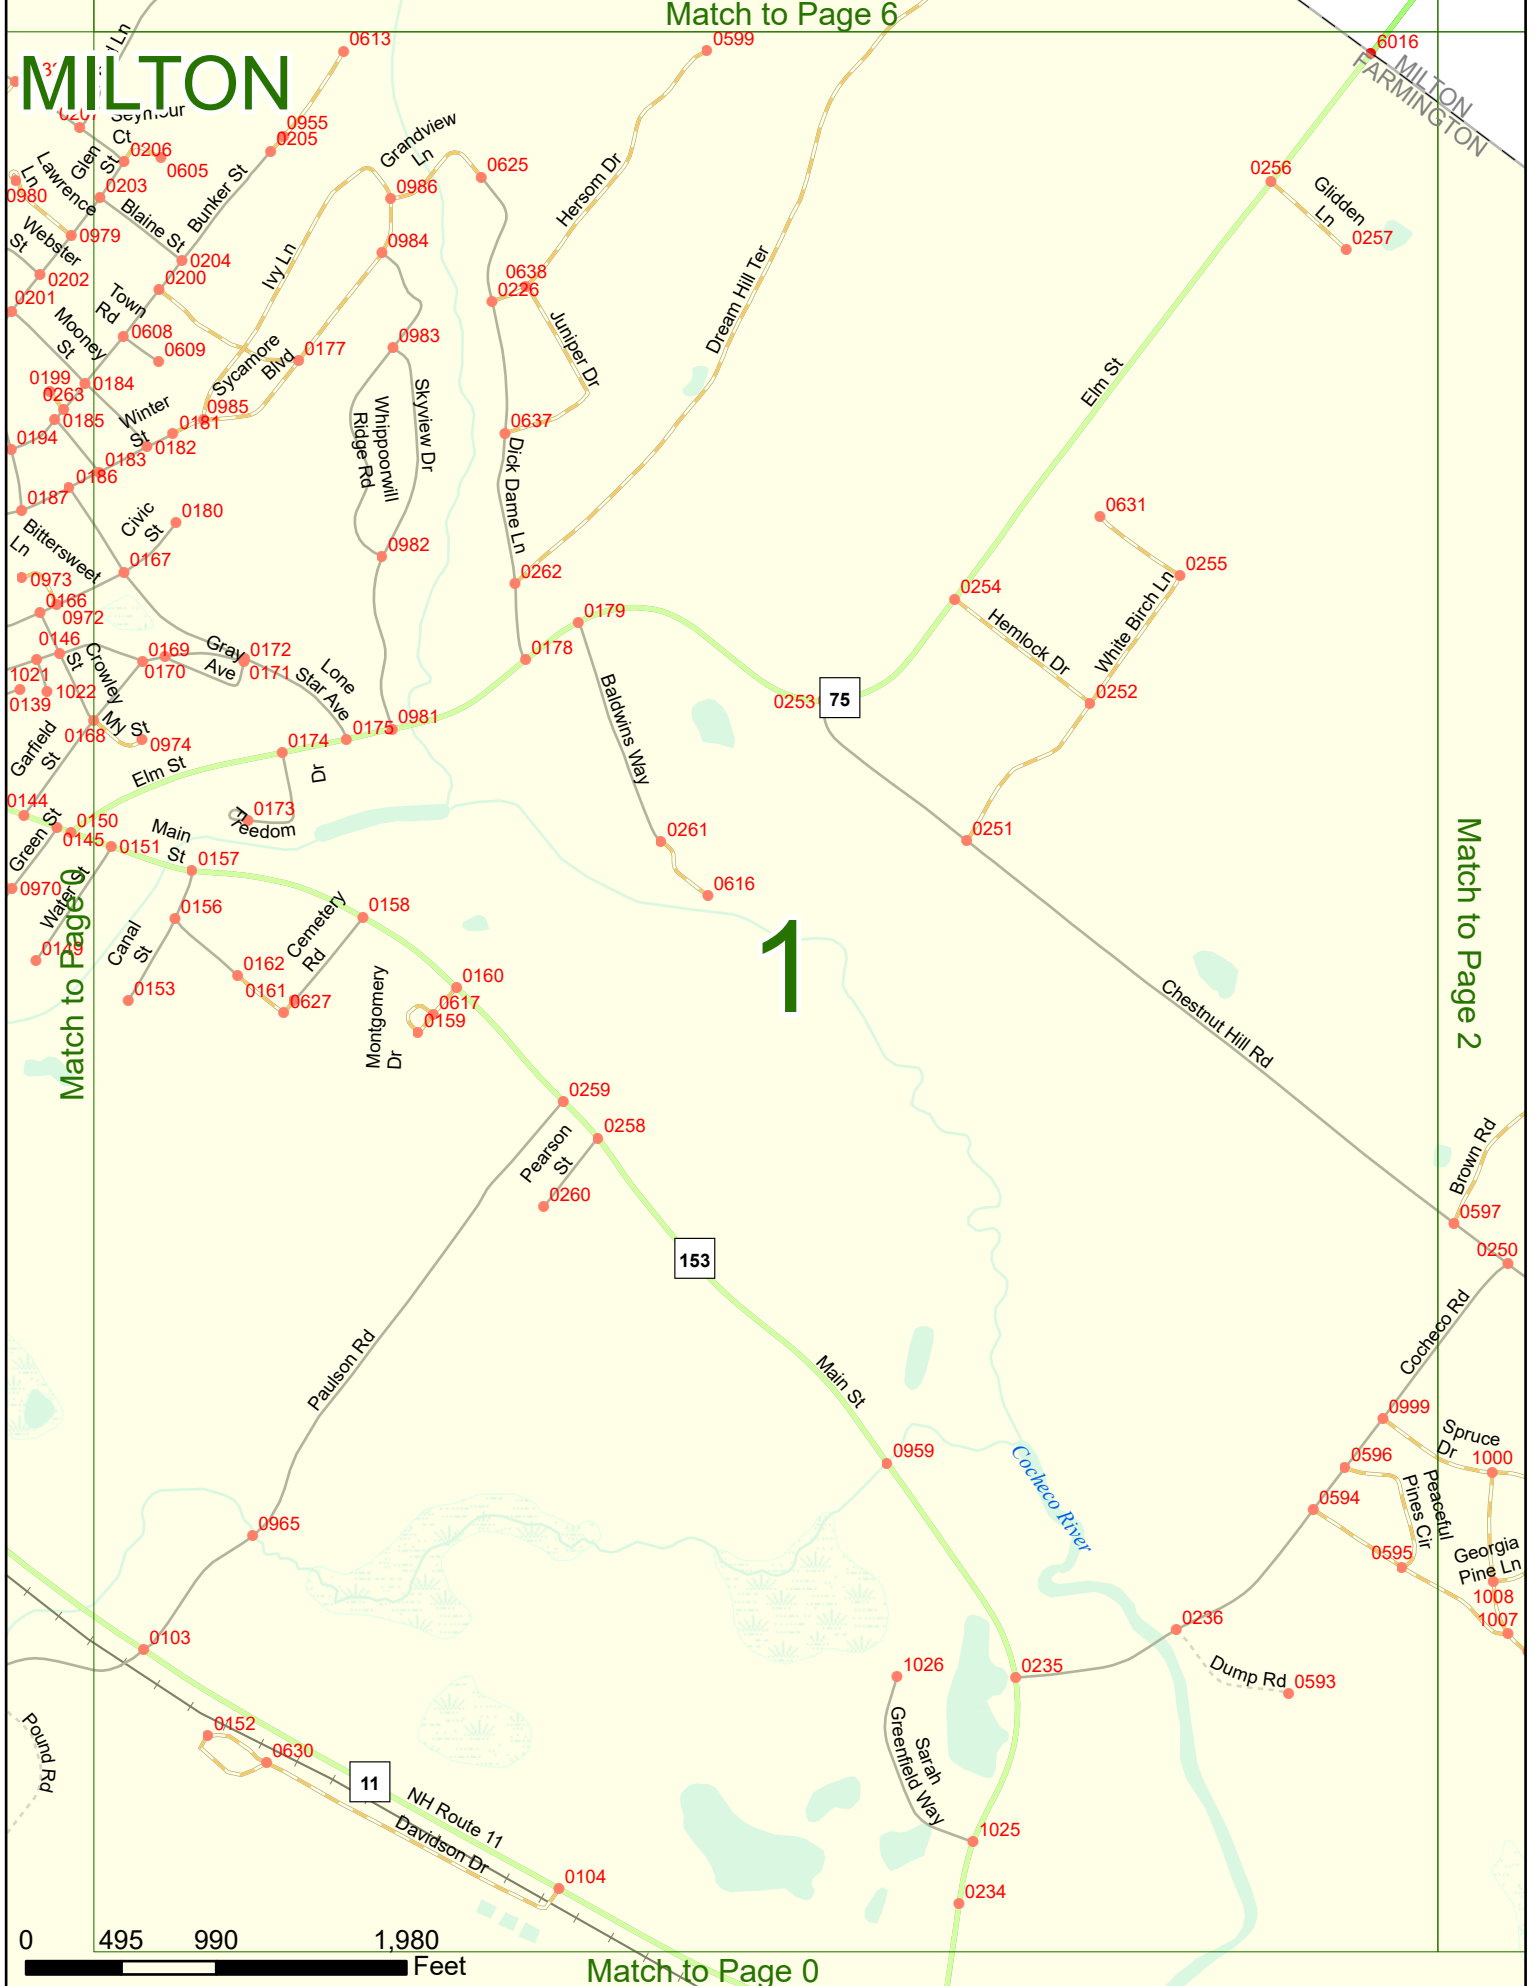 Match to Page 6
MILTON
0613
0599
6016
MILTON
FARMINGTON
Seymour
Ct
0955
0205
0206
0605
Glen
St
Grandview
Ln
0625
0256
Glidden
Ln
0257
Lawrence
Ln
0980
0203
Blaine St
Bunker St
0986
Hersom Dr
0979
Webster
St
0204
0984
Ivy Ln
0202
0200
0638
0226
Dream Hill Ter
0201
Town
Rd
Mooney
St
0608
0609
Juniper Dr
0983
Sycamore
Blvd
0177
Elm St
0199
0184
0263
0185
Winter
St
0985
0181
Skyview Dr
Whippoorwill
Ridge Rd
0637
0194
0182
0183
0186
Dick Dame Ln
0187
Civic
St
0180
0631
Bittersweet
Ln
0167
0982
0255
0973
0262
0254
0166
0972
0179
Hemlock Dr
White Birch Ln
0146
Crowley
St
0169
0170
Gray
Ave
0172
0171
Lone
Star Ave
0178
1021
1022
0139
Baldwins Way
0253
75
0252
0168
My St
0974
0175
0981
0174
Garfield
St
Elm St
Dr
0173
Freedom
0144
Green St
0150
0145
0151
Main
St
0157
0261
0251
Match to Page 2
0970
Water St
Match to Page 0
0156
Cemetery
Rd
0158
0616
1
0149
Canal
St
0162
0161
0627
0153
0160
0617
0159
Montgomery
Dr
Chestnut Hill Rd
0259
0258
Pearson
St
0260
Brown Rd
0597
0250
153
Cocheco Rd
Paulson Rd
Main St
0999
Spruce
Dr
1000
0596
0959
Cocheco River
Peaceful
Pines Cir
0594
0965
0595
Georgia
Pine Ln
1008
1007
0236
0103
1026
0235
Dump Rd
0593
0152
Pound Rd
0630
Sarah
Greenfield Way
11
NH Route 11
Davidson Dr
1025
0104
0234
0
495
990
1,980
Feet
Match to Page 0